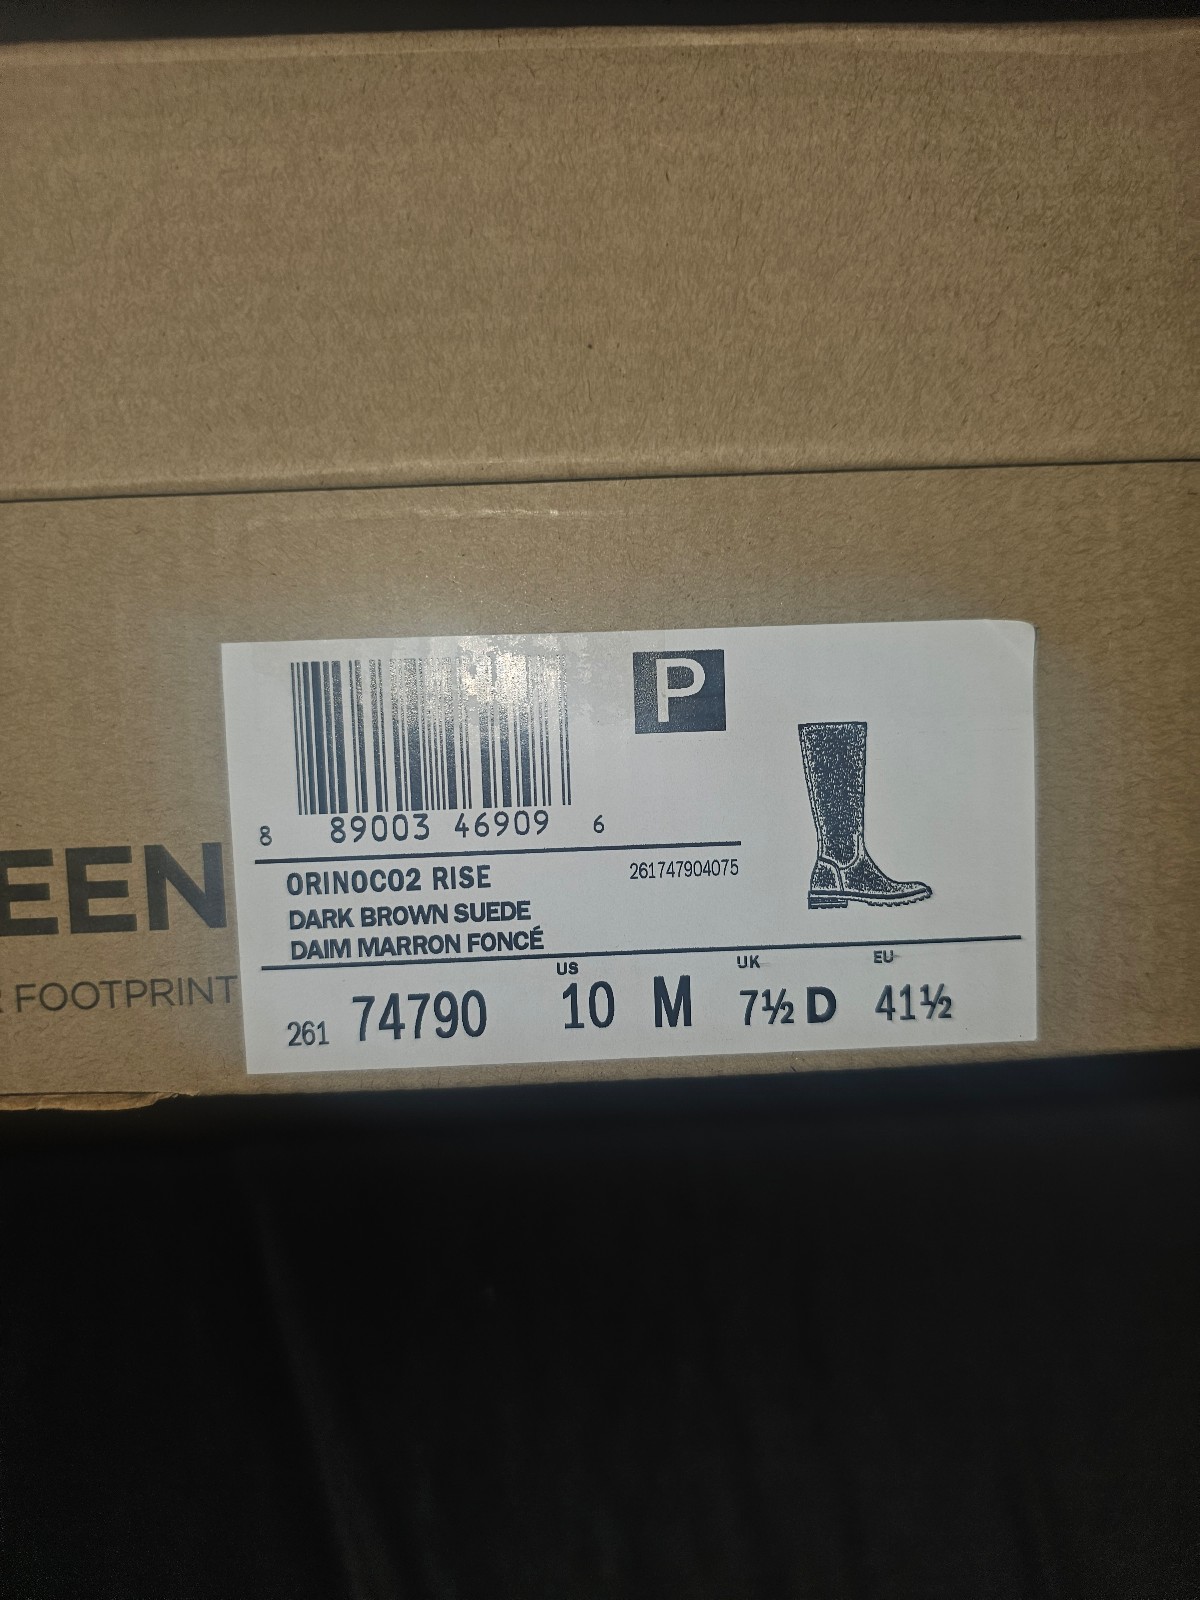 P
8 89003 46909 6
ORINOCO2 RISE
261747904075
DARK BROWN SUEDE
DAIM MARRON FONCÉ
EEN
FOOTPRINT
US
UK
EU
261 74790 10 M 7½ D 41½